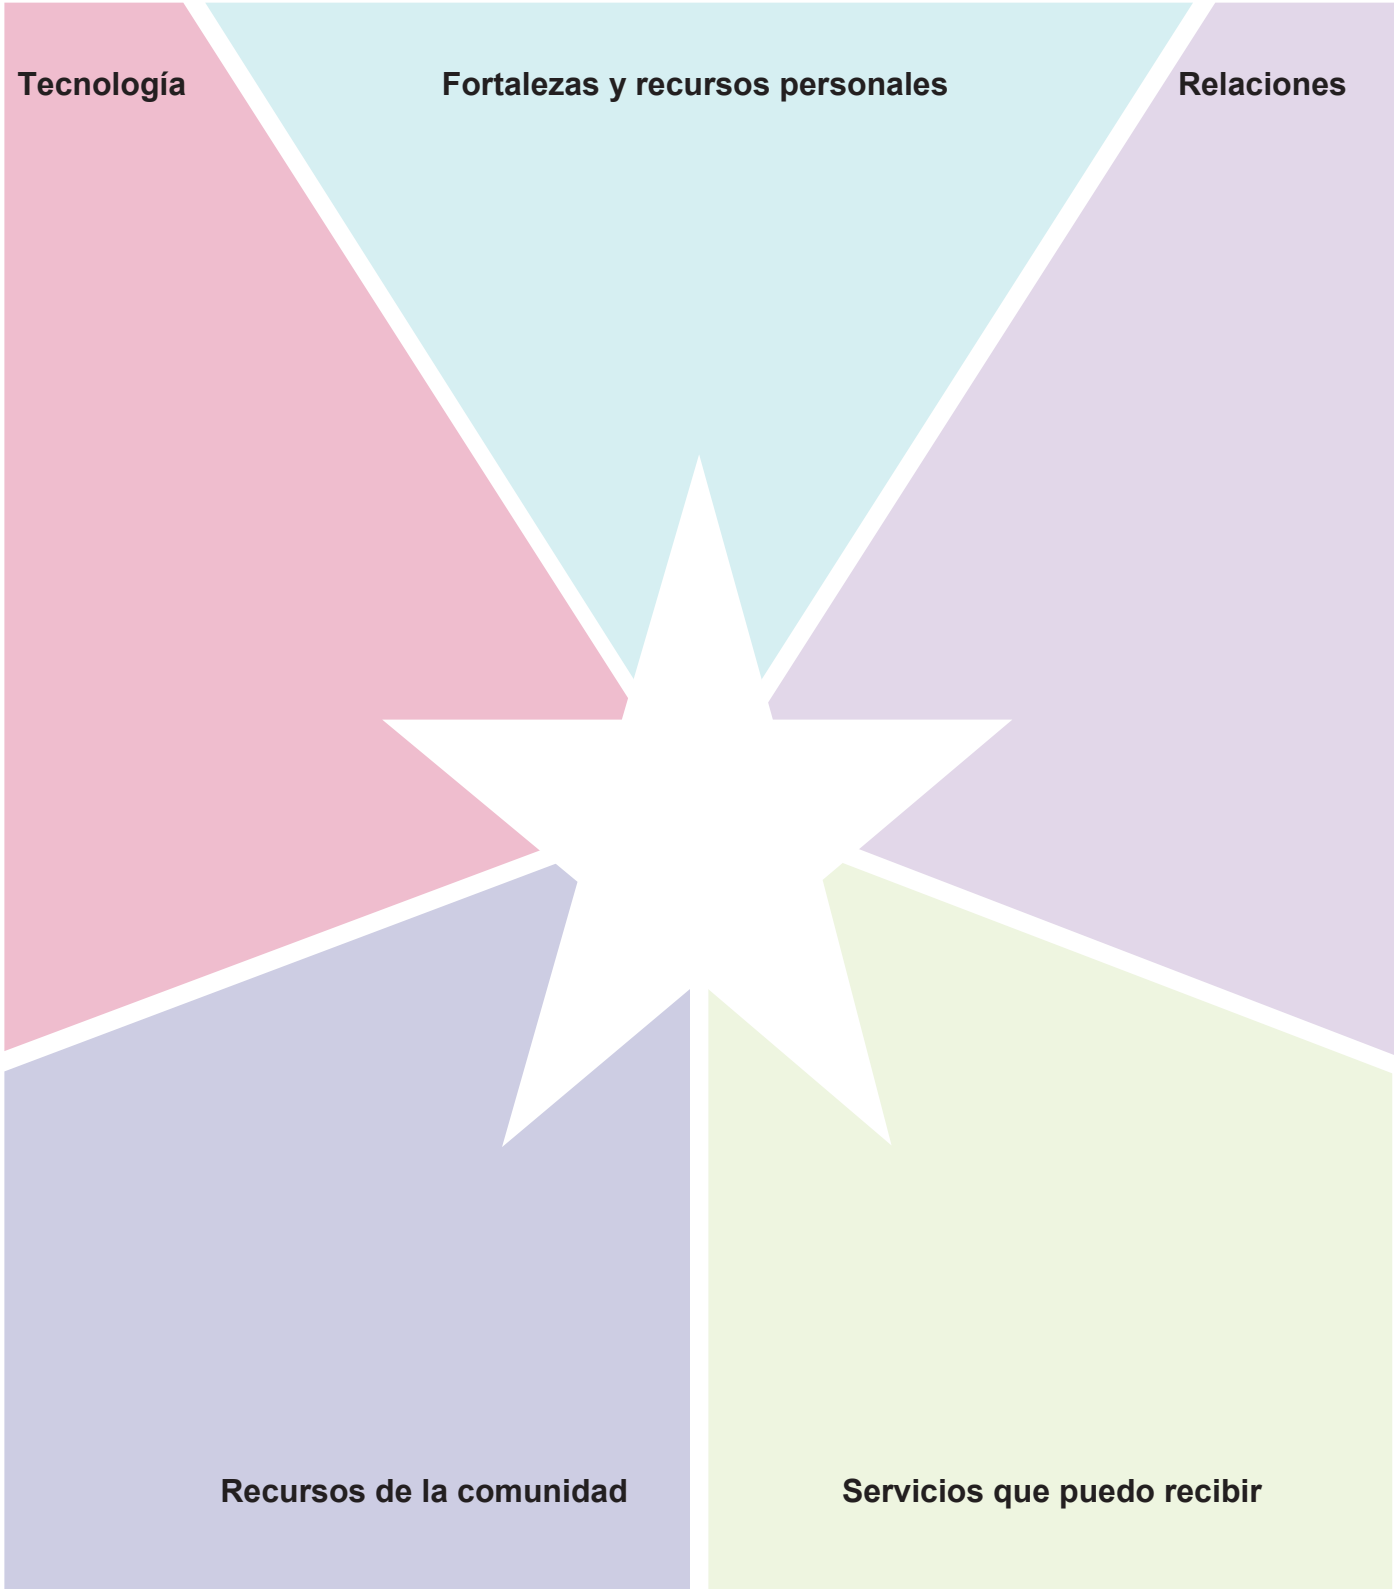 Tecnología
Fortalezas y recursos personales
Relaciones
Recursos de la comunidad
Servicios que puedo recibir